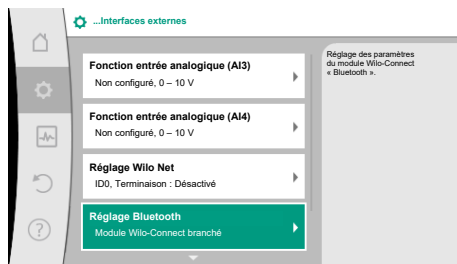 ...Interfaces externes
Fonction entrée analogique (AI3)
Non configuré, 0 – 10 V
Fonction entrée analogique (AI4)
Non configuré, 0 – 10 V
Réglage Wilo Net
ID0, Terminaison : Désactivé
Réglage Bluetooth
Module Wilo-Connect branché
Réglage des paramètres
du module Wilo-Connect
« Bluetooth ».